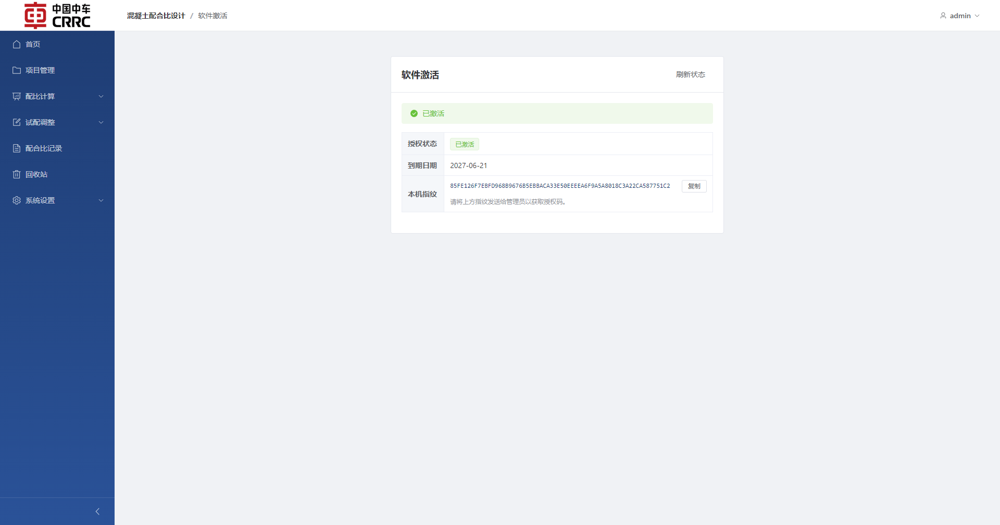 中国中车
CRRC
混凝土配合比设计 / 软件激活
admin
首页
项目管理
配比计算
试配调整
配合比记录
回收站
系统设置
软件激活
刷新状态
已激活
授权状态 已激活
到期日期 2027-06-21
本机指纹 85FE126F7EBFD968B9676B5EBBACA33E50EEEEA6F9A5A8018C3A22CA587751C2 复制
请将上方指纹发送给管理员以获取授权码。